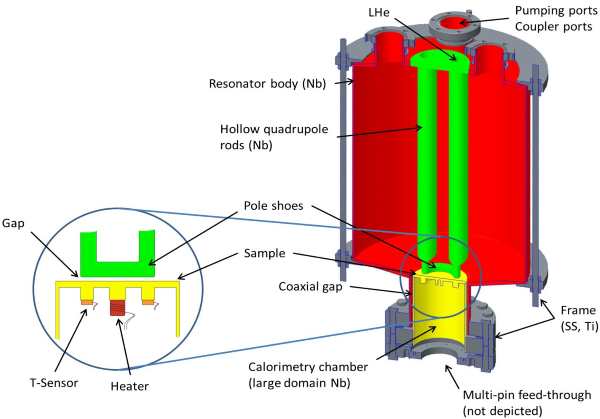 LHe
Pumping ports
Coupler ports
Resonator body (Nb)
Hollow quadrupole
rods (Nb)
Pole shoes
Gap
Sample
Coaxial gap
Frame
(SS, Ti)
T-Sensor
Heater
Calorimetry chamber
(large domain Nb)
Multi-pin feed-through
(not depicted)